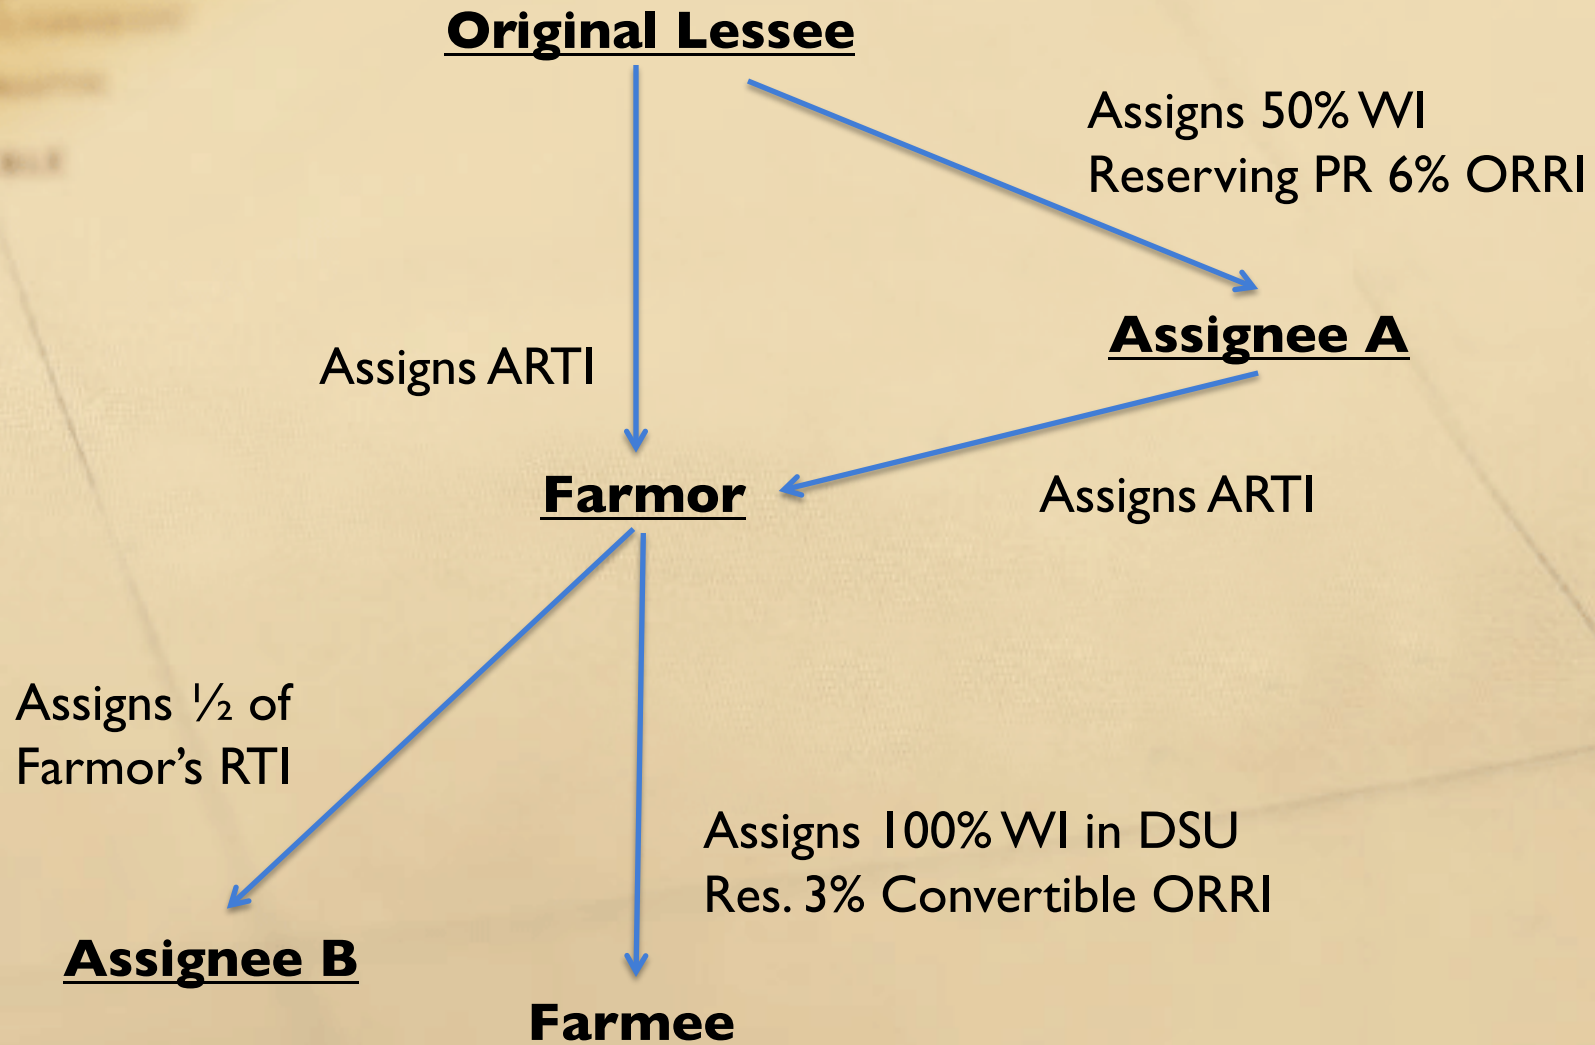 Original Lessee
Assigns 50% WI
Reserving PR 6% ORRI
Assignee A
Assigns ARTI
Farmor
Assigns ARTI
Assigns ½ of
Farmor’s RTI
Assigns 100% WI in DSU
Res. 3% Convertible ORRI
Assignee B
Farmee